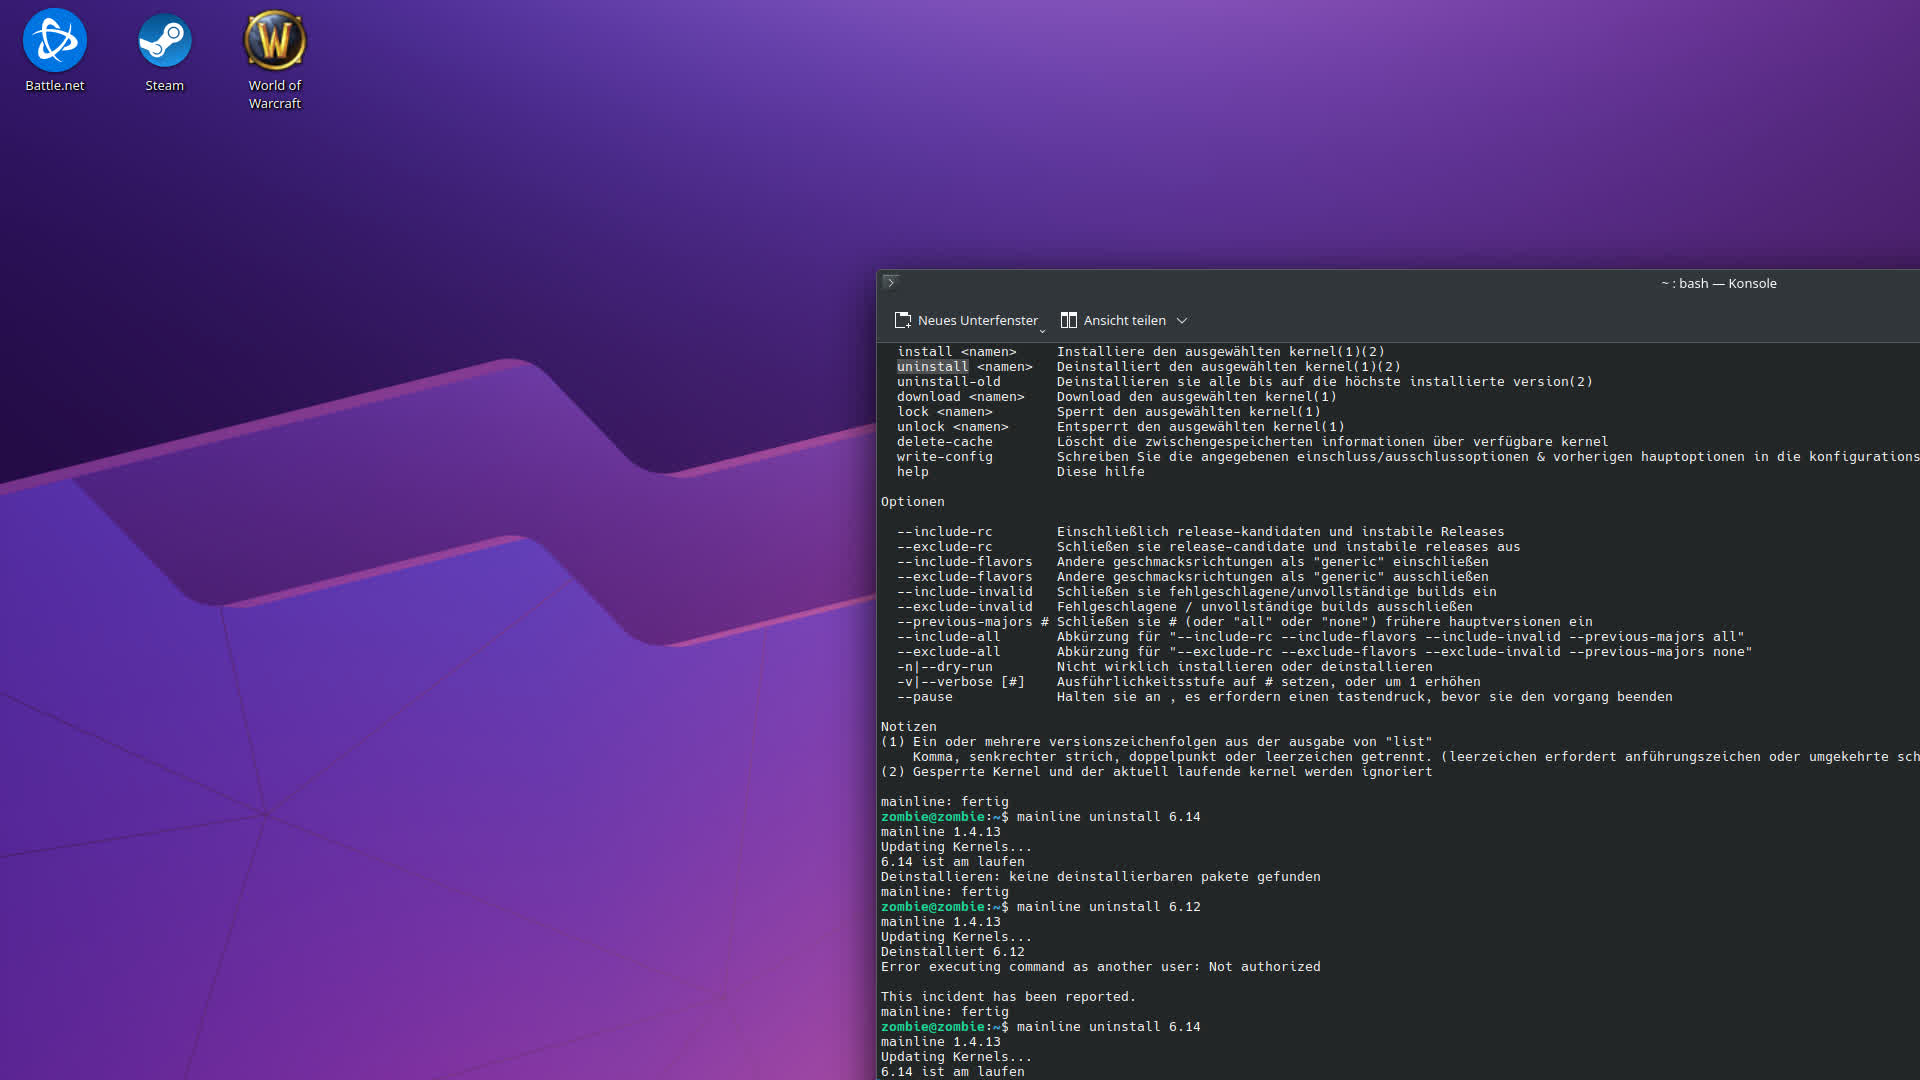 Battle.net
Steam
World of
Warcraft
~ : bash — Konsole
Neues Unterfenster
Ansicht teilen
install <namen> Installiere den ausgewählten kernel(1)(2)
uninstall <namen> Deinstalliert den ausgewählten kernel(1)(2)
uninstall-old Deinstallieren sie alle bis auf die höchste installierte version(2)
download <namen> Download den ausgewählten kernel(1)
lock <namen> Sperrt den ausgewählten kernel(1)
unlock <namen> Entsperrt den ausgewählten kernel(1)
delete-cache Löscht die zwischengespeicherten informationen über verfügbare kernel
write-config Schreiben Sie die angegebenen einschluss/ausschlussoptionen & vorherigen hauptoptionen in die konfigurations
help Diese hilfe
Optionen
--include-rc Einschließlich release-kandidaten und instabile Releases
--exclude-rc Schließen sie release-candidate und instabile releases aus
--include-flavors Andere geschmacksrichtungen als "generic" einschließen
--exclude-flavors Andere geschmacksrichtungen als "generic" ausschließen
--include-invalid Schließen sie fehlgeschlagene/unvollständige builds ein
--exclude-invalid Fehlgeschlagene / unvollständige builds ausschließen
--previous-majors # Schließen sie # (oder "all" oder "none") frühere hauptversionen ein
--include-all Abkürzung für "--include-rc --include-flavors --include-invalid --previous-majors all"
--exclude-all Abkürzung für "--exclude-rc --exclude-flavors --exclude-invalid --previous-majors none"
-n|--dry-run Nicht wirklich installieren oder deinstallieren
-v|--verbose [#] Ausführlichkeitsstufe auf # setzen, oder um 1 erhöhen
--pause Halten sie an , es erfordern einen tastendruck, bevor sie den vorgang beenden
Notizen
(1) Ein oder mehrere versionszeichenfolgen aus der ausgabe von "list"
Komma, senkrechter strich, doppelpunkt oder leerzeichen getrennt. (leerzeichen erfordert anführungszeichen oder umgekehrte sch
(2) Gesperrte Kernel und der aktuell laufende kernel werden ignoriert
mainline: fertig
zombie@zombie:~$ mainline uninstall 6.14
mainline 1.4.13
Updating Kernels...
6.14 ist am laufen
Deinstallieren: keine deinstallierbaren pakete gefunden
mainline: fertig
zombie@zombie:~$ mainline uninstall 6.12
mainline 1.4.13
Updating Kernels...
Deinstalliert 6.12
Error executing command as another user: Not authorized
This incident has been reported.
mainline: fertig
zombie@zombie:~$ mainline uninstall 6.14
mainline 1.4.13
Updating Kernels...
6.14 ist am laufen